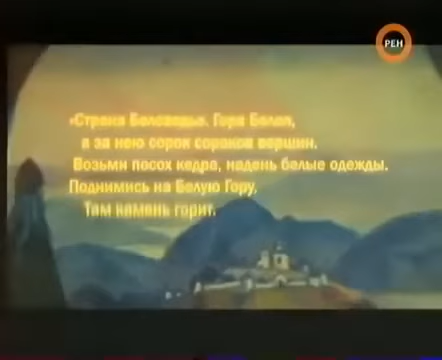 РЕН
«Страна Беловодье. Гора Белая,
а за нею сорок сороков вершин.
Возьми посох кедра, надень белые одежды.
Поднимись на Белую Гору,
Там камень горит.